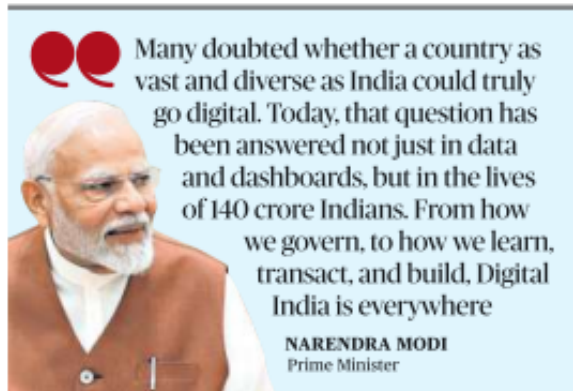 Many doubted whether a country as
vast and diverse as India could truly
go digital. Today, that question has
been answered not just in data
and dashboards, but in the lives
of 140 crore Indians. From how
we govern, to how we learn,
transact, and build, Digital
India is everywhere
NARENDRA MODI
Prime Minister